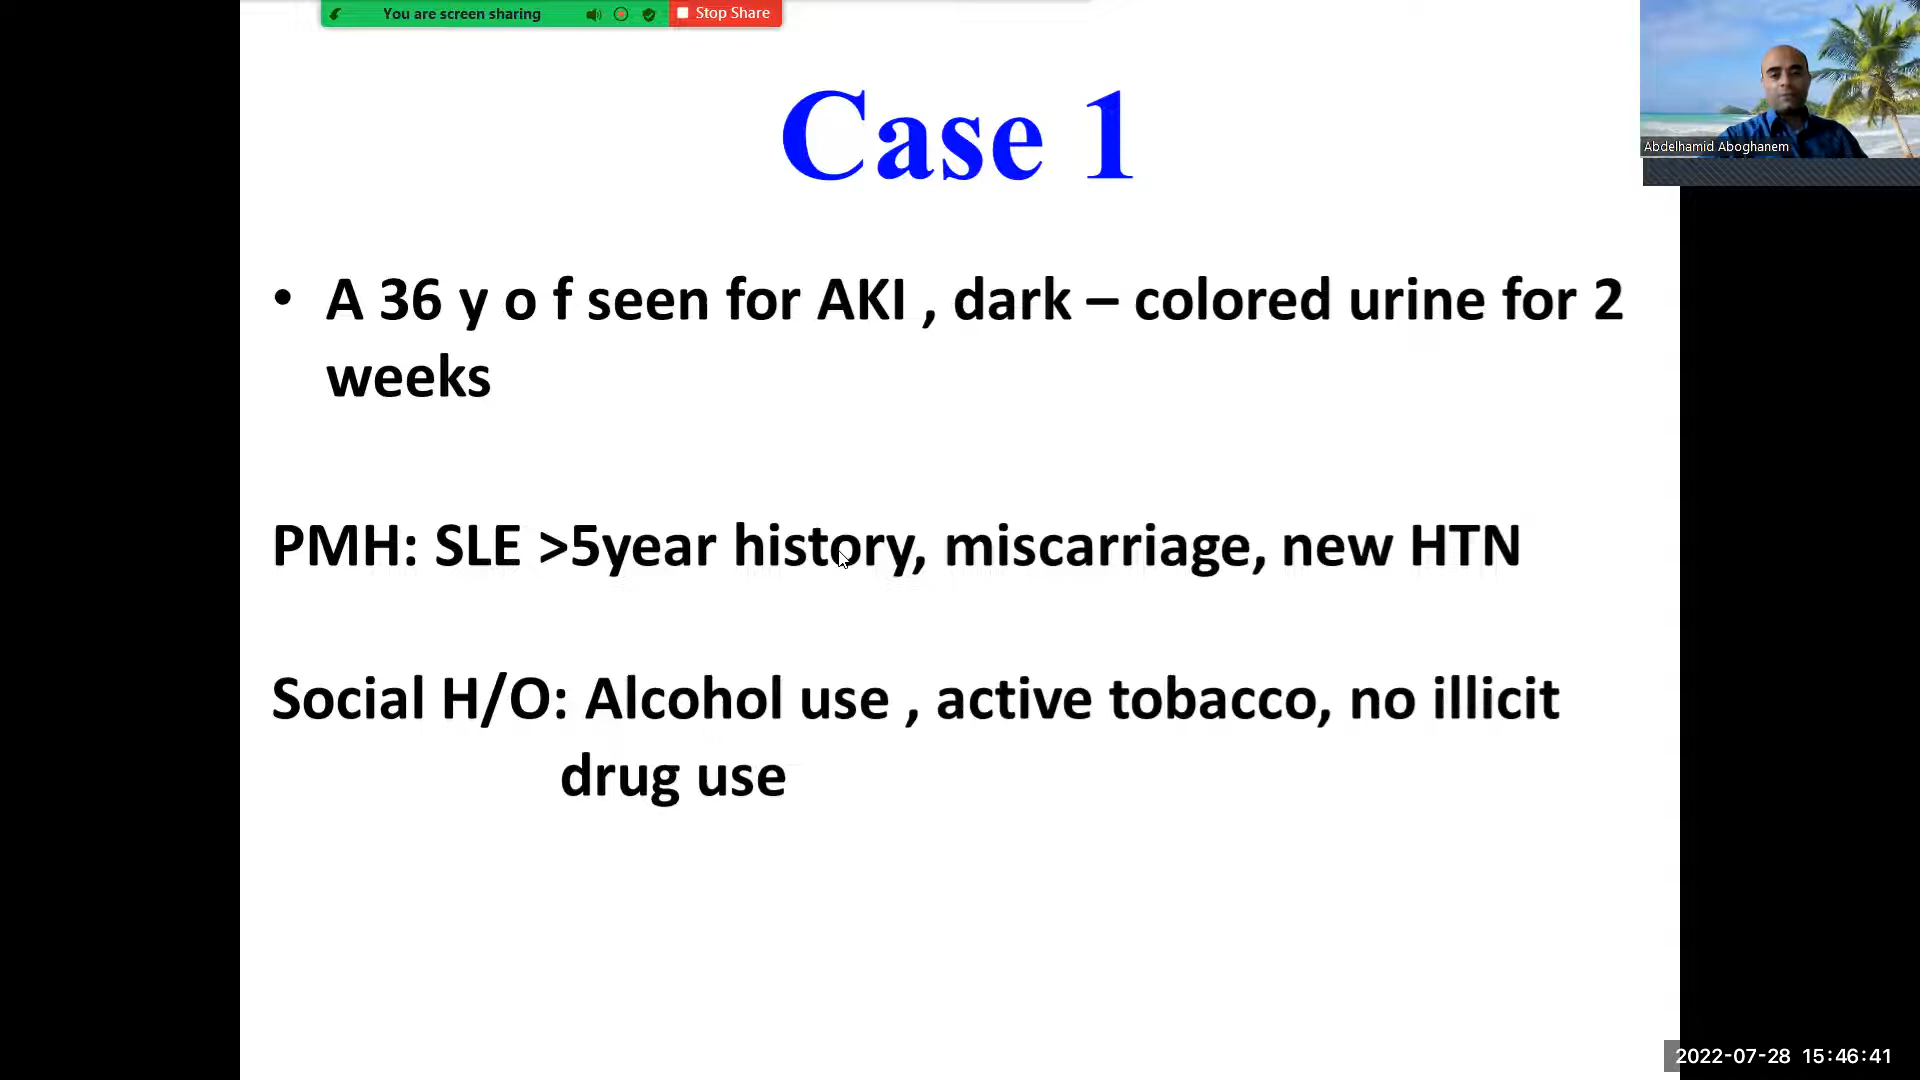 You are screen sharing
Stop Share
Case 1
Abdelhamid Aboghanem
• A 36 y o f seen for AKI , dark – colored urine for 2
weeks
PMH: SLE >5year history, miscarriage, new HTN
Social H/O: Alcohol use , active tobacco, no illicit
drug use
2022-07-28 15:46:41